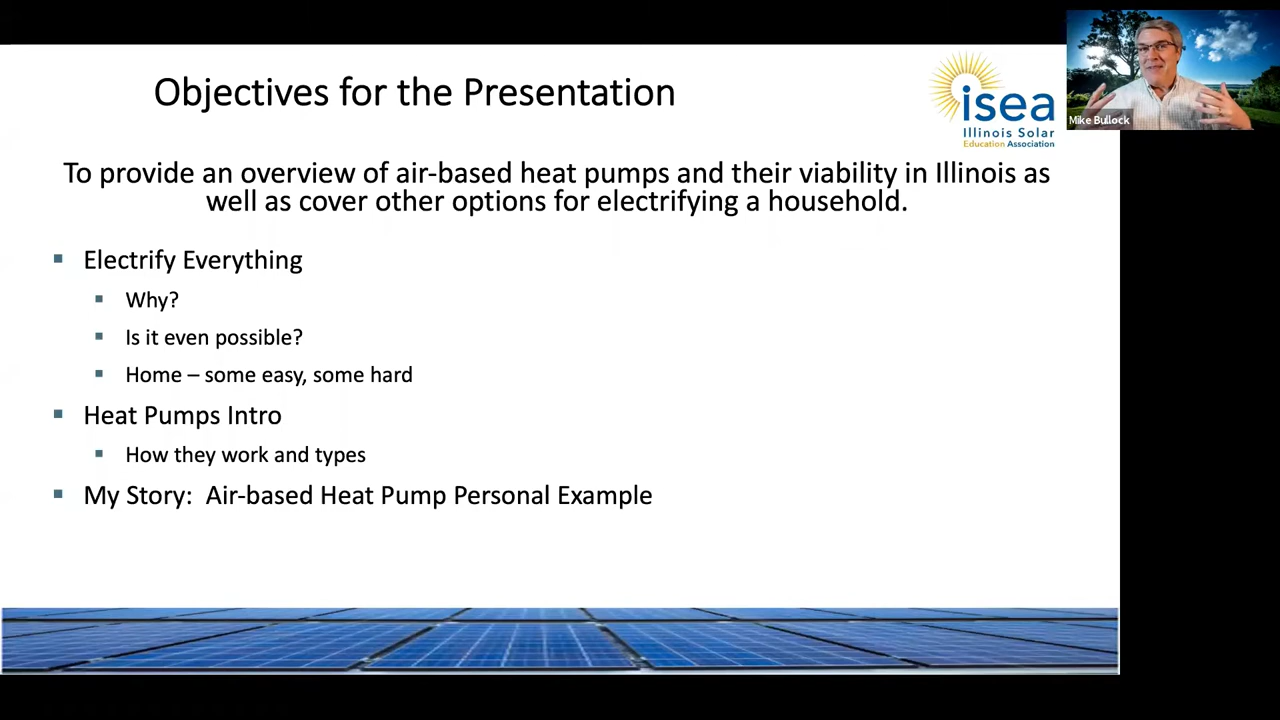 Objectives for the Presentation
isea
Illinois Solar
Education Association
Mike Bullock
To provide an overview of air-based heat pumps and their viability in Illinois as
well as cover other options for electrifying a household.
▪ Electrify Everything
▪ Why?
▪ Is it even possible?
▪ Home – some easy, some hard
▪ Heat Pumps Intro
▪ How they work and types
▪ My Story:  Air-based Heat Pump Personal Example